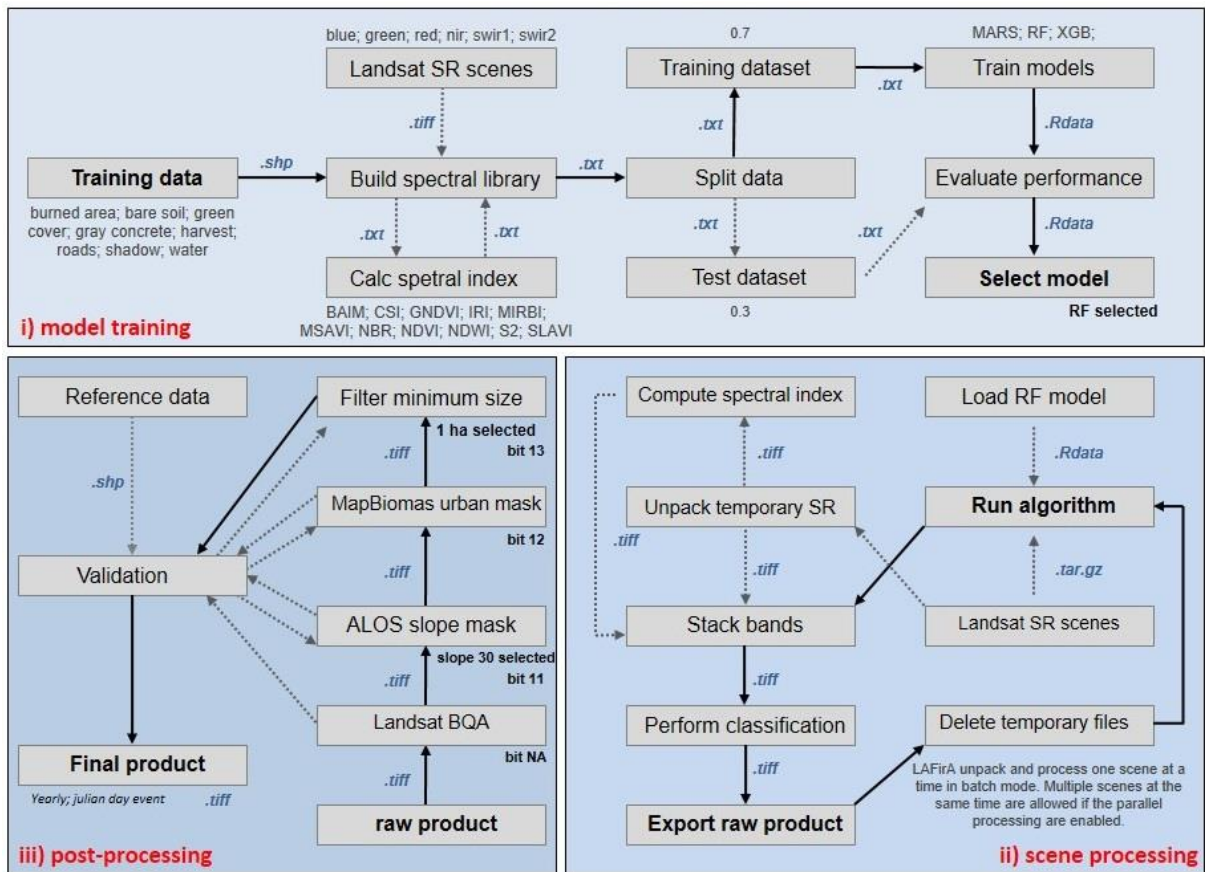 blue; green; red; nir; swir1; swir2
Landsat SR scenes
.tiff
Training data
.shp
burned area; bare soil; green
cover; gray concrete; harvest;
roads; shadow; water
Build spectral library
.txt
.txt
.txt
Calc spetral index
BAIM; CSI; GNDVI; IRI; MIRBI;
MSAVI; NBR; NDVI; NDWI; S2; SLAVI
0.7
Training dataset
.txt
.txt
Split data
.txt
Test dataset
0.3
.txt
MARS; RF; XGB;
Train models
.Rdata
Evaluate performance
.Rdata
Select model
RF selected
i) model training
Reference data
.shp
Validation
Final product
Yearly; julian day event
.tiff
Filter minimum size
1 ha selected
bit 13
.tiff
MapBiomas urban mask
bit 12
.tiff
ALOS slope mask
slope 30 selected
bit 11
.tiff
Landsat BQA
bit NA
.tiff
raw product
iii) post-processing
Compute spectral index
.tiff
Unpack temporary SR
.tiff
.tiff
Stack bands
.tiff
Perform classification
.tiff
Export raw product
Load RF model
.Rdata
Run algorithm
.tar.gz
Landsat SR scenes
Delete temporary files
LAFirA unpack and process one scene at a
time in batch mode. Multiple scenes at the
same time are allowed if the parallel
processing are enabled.
ii) scene processing